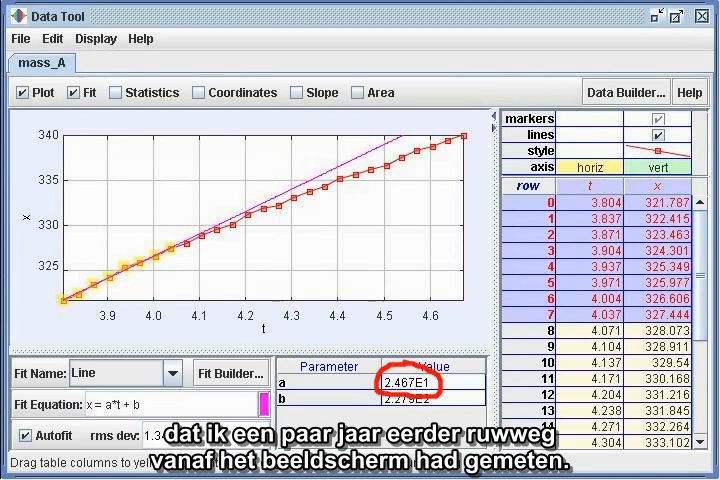 Data Tool
File Edit Display Help
mass_A
Plot Fit Statistics Coordinates Slope Area Data Builder... Help
markers
lines
style
axis horiz vert
row t x
0 3.804 321.787
1 3.837 322.415
2 3.871 323.463
3 3.904 324.301
4 3.937 325.349
5 3.971 325.977
6 4.004 326.606
7 4.037 327.444
8 4.071 328.073
9 4.104 328.911
10 4.137 329.54
11 4.171 330.168
12 4.204 331.216
13 4.238 331.845
14 4.271 332.264
4.304 333.102
340
335
330
325
x
3.9 4.0 4.1 4.2 4.3 4.4 4.5 4.6
t
Fit Name: Line Fit Builder...
Fit Equation: x = a*t + b
Autofit rms dev:
Parameter Value
a 2.467E1
b 2.279E2
dat ik een paar jaar eerder ruwweg
vanaf het beeldscherm had gemeten.
Drag table columns to